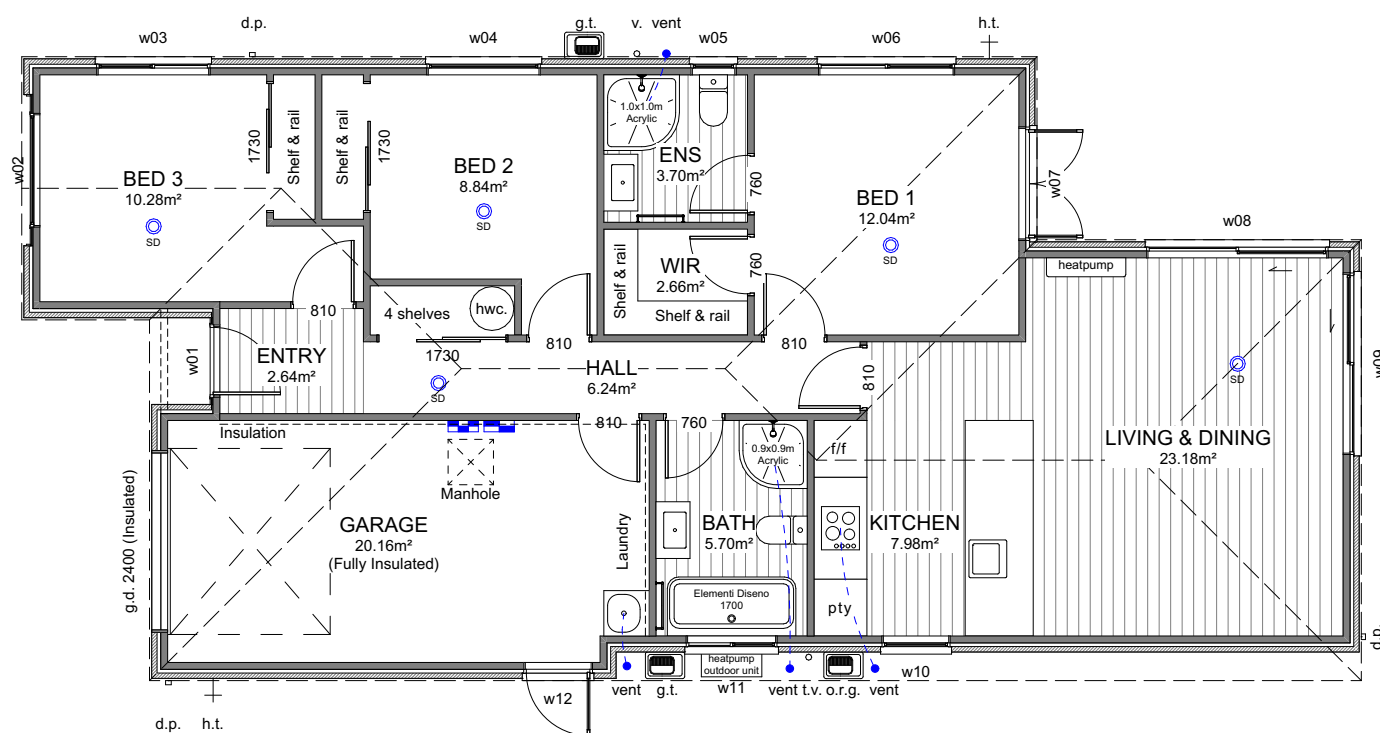 d.p.
g.t.
v. vent
h.t.
w03
w04
w05
w06
w02
BED 3
10.28m²
SD
1730
Shelf & rail
Shelf & rail
1730
BED 2
8.84m²
SD
1.0x1.0m
Acrylic
ENS
3.70m²
760
BED 1
12.04m²
SD
w07
w08
heatpump
WIR
2.66m²
760
Shelf & rail
Shelf & rail
4 shelves
hwc.
810
w01
ENTRY
2.64m²
1730
SD
810
HALL
6.24m²
810
810
SD
w09
Insulation
810
760
Manhole
GARAGE
20.16m²
(Fully Insulated)
g.d. 2400 (Insulated)
Laundry
0.9x0.9m
Acrylic
BATH
5.70m²
Elementi Diseno
1700
f/f
KITCHEN
7.98m²
pty
LIVING & DINING
23.18m²
d.p.
heatpump
outdoor unit
w10
w11
w12
vent
g.t.
vent
t.v.
o.r.g.
vent
d.p.
h.t.